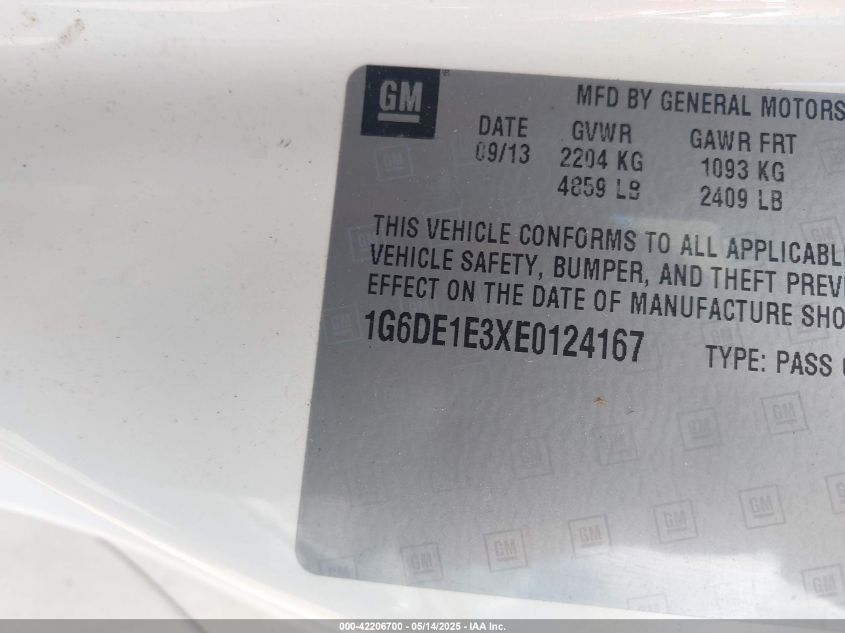 GM
MFD BY GENERAL MOTORS
DATE GVWR GAWR FRT
09/13 2204 KG 1093 KG
4859 LB 2409 LB
THIS VEHICLE CONFORMS TO ALL APPLICABL
VEHICLE SAFETY, BUMPER, AND THEFT PREV
EFFECT ON THE DATE OF MANUFACTURE SHO
1G6DE1E3XE0124167
TYPE: PASS
000-42206700 - 05/14/2025 - IAA Inc.